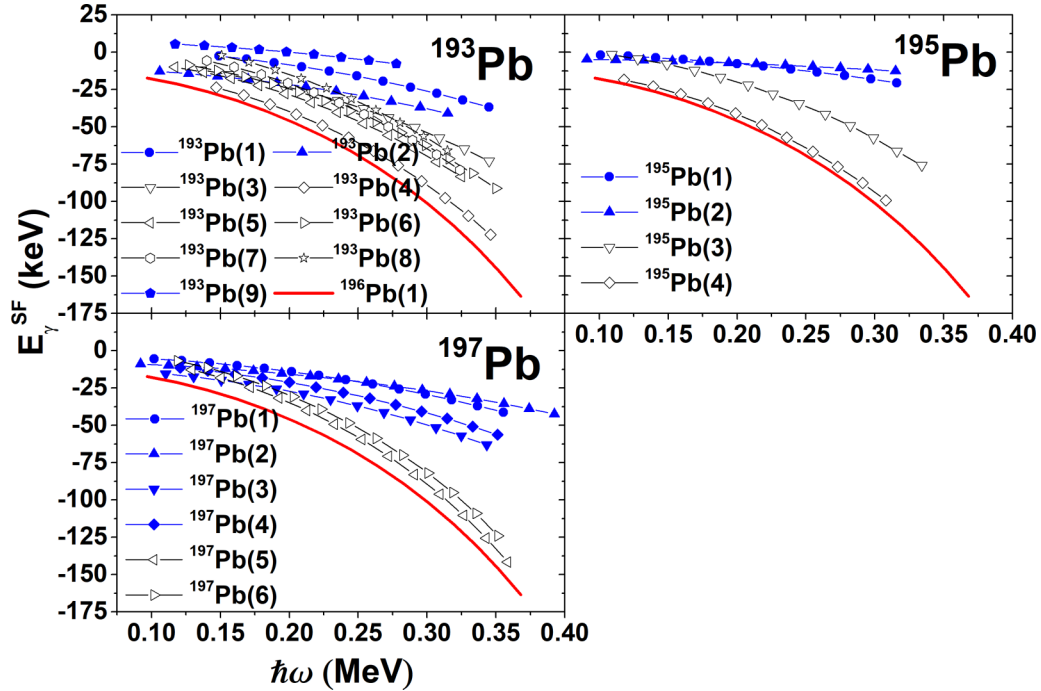 E_γ^SF (keV)
0
-25
-50
-75
-100
-125
-150
-175
¹⁹³Pb
¹⁹³Pb(1) ¹⁹³Pb(2)
¹⁹³Pb(3) ¹⁹³Pb(4)
¹⁹³Pb(5) ¹⁹³Pb(6)
¹⁹³Pb(7) ¹⁹³Pb(8)
¹⁹³Pb(9) ¹⁹⁶Pb(1)
¹⁹⁵Pb
¹⁹⁵Pb(1)
¹⁹⁵Pb(2)
¹⁹⁵Pb(3)
¹⁹⁵Pb(4)
0.10 0.15 0.20 0.25 0.30 0.35 0.40
0
-25
-50
-75
-100
-125
-150
-175
¹⁹⁷Pb
¹⁹⁷Pb(1)
¹⁹⁷Pb(2)
¹⁹⁷Pb(3)
¹⁹⁷Pb(4)
¹⁹⁷Pb(5)
¹⁹⁷Pb(6)
0.10 0.15 0.20 0.25 0.30 0.35 0.40
ℏω (MeV)